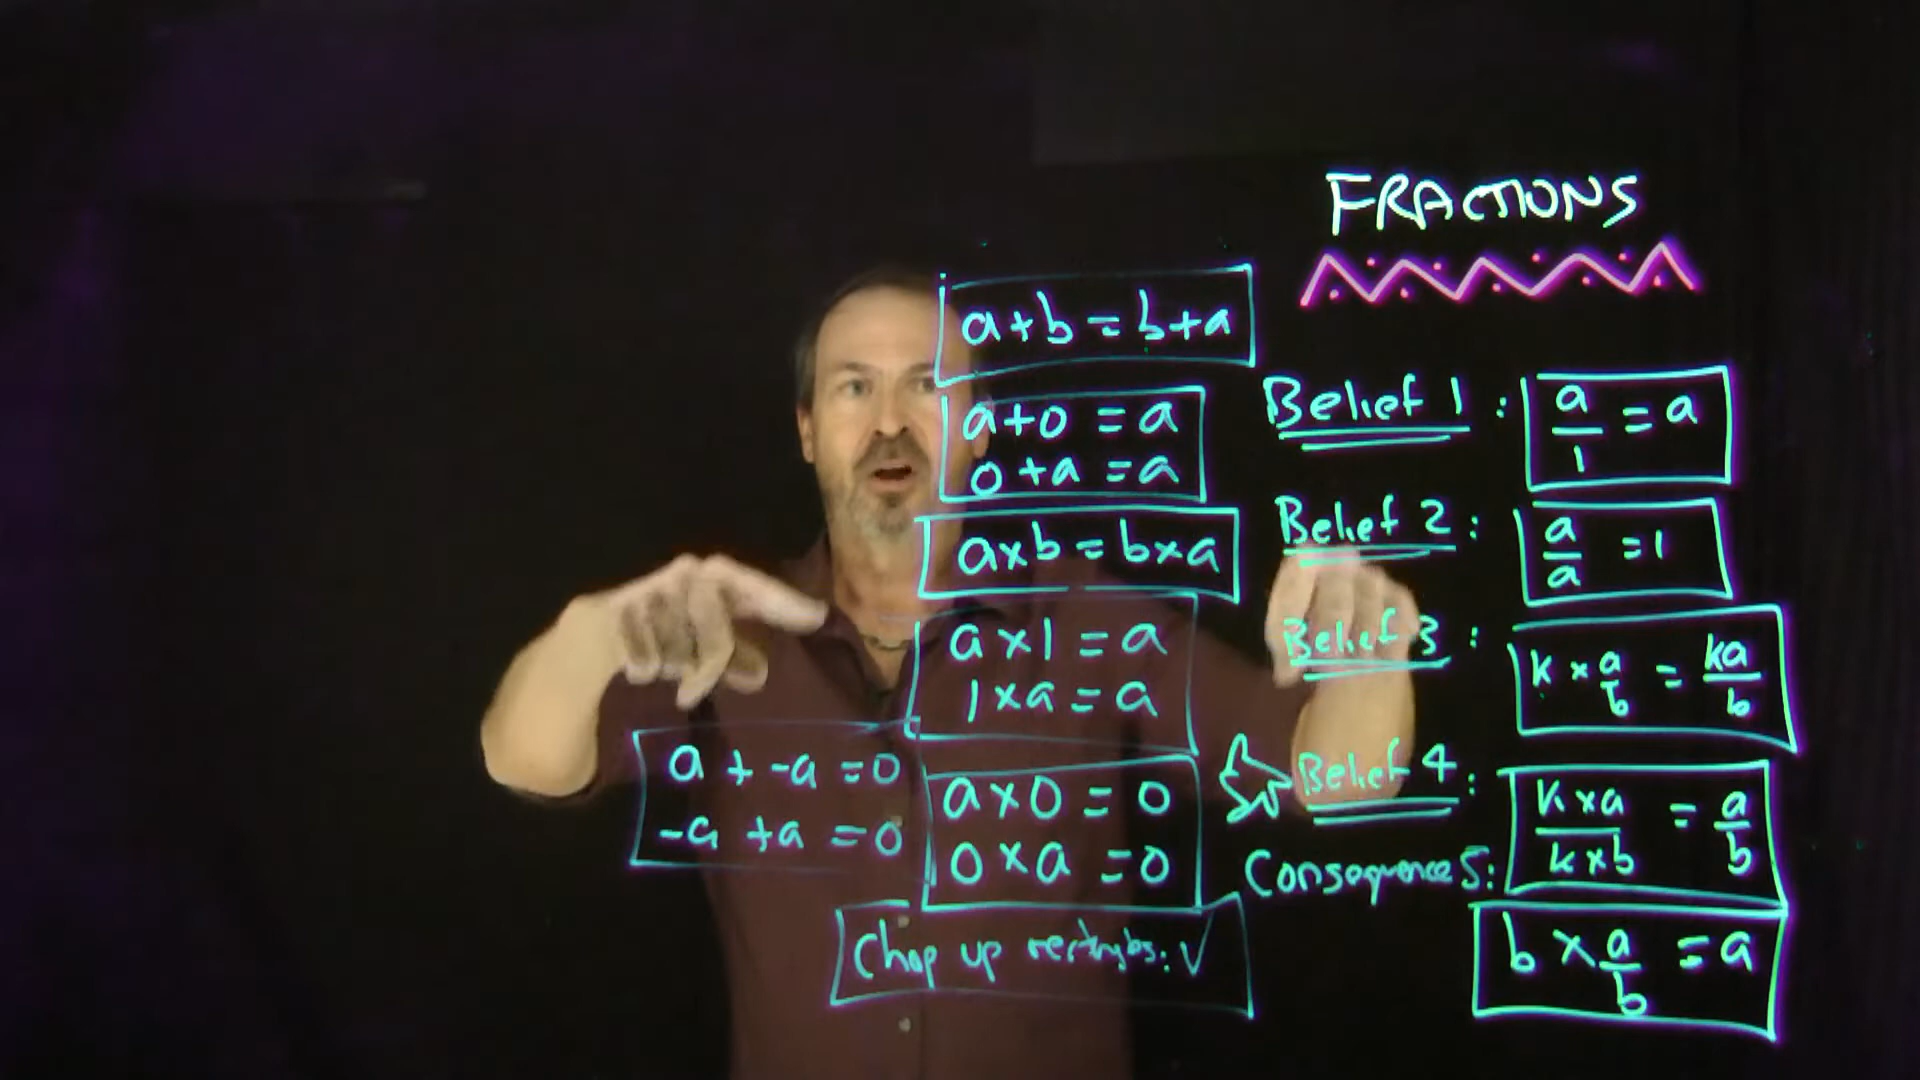 FRACTIONS
a+b = b+a
a+0 = a
0+a = a
a×b = b×a
a×1 = a
1×a = a
a + -a = 0
-a + a = 0
a×0 = 0
0×a = 0
Chop up : √
Belief 1 : a/1 = a
Belief 2 : a/a = 1
Belief 3 : k × a/b = ka/b
Belief 4 : k×a/k×b = a/b
Consequence 5: b × a/b = a